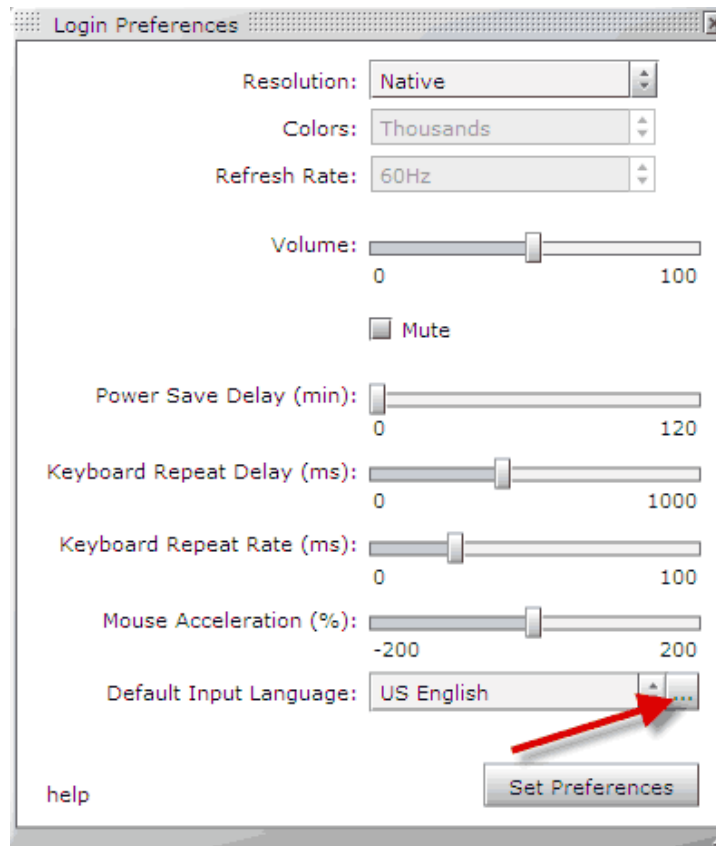 Login Preferences
Resolution: Native
Colors: Thousands
Refresh Rate: 60Hz
Volume:
0 100
Mute
Power Save Delay (min):
0 120
Keyboard Repeat Delay (ms):
0 1000
Keyboard Repeat Rate (ms):
0 100
Mouse Acceleration (%):
-200 200
Default Input Language: US English ...
help Set Preferences